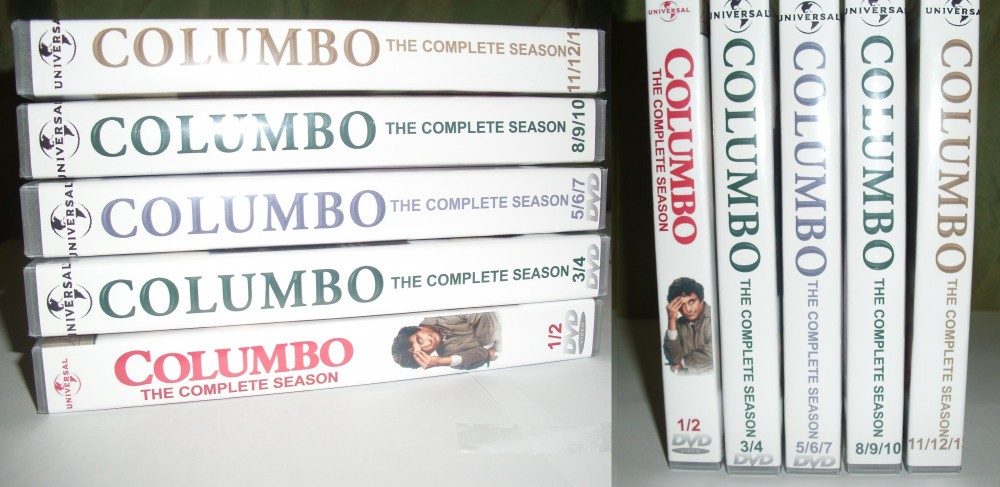 UNIVERSAL
COLUMBO THE COMPLETE SEASON 11/12/1
UNIVERSAL
COLUMBO THE COMPLETE SEASON 8/9/10
UNIVERSAL
COLUMBO THE COMPLETE SEASON 5/6/7 DVD
UNIVERSAL
COLUMBO THE COMPLETE SEASON 3/4 DVD
UNIVERSAL
COLUMBO
THE COMPLETE SEASON
1/2
DVD
UNIVERSAL
COLUMBO
THE COMPLETE SEASON
1/2
DVD
VIDEO
UNIVERSAL
COLUMBO THE COMPLETE SEASON
3/4
DVD
UNIVERSAL
COLUMBO THE COMPLETE SEASON
5/6/7
DVD
UNIVERSAL
COLUMBO THE COMPLETE SEASON
8/9/10
UNIVERS
COLUMBO THE COMPLETE SEASON
11/12/1